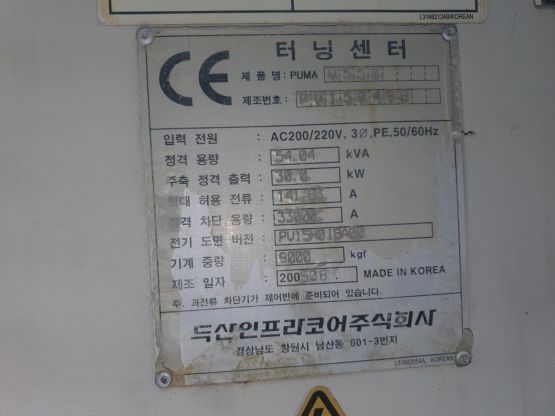 L31682124B/KOREAN
CE
터닝센터
제품명: PUMA
제조번호:
입력 전원 : AC200/220V, 3Ø,PE,50/60Hz
정격 용량 : 54.04 kVA
주축 정격 출력 : 30.0 kW
최대 허용 전류 : A
정격 차단 용량 : 33000 A
전기 도면 버전 :
기계 중량 : 9000 kgf
제조 일자 : MADE IN KOREA
주. 과전류 차단기가 제어반에 준비되어 있습니다.
두산인프라코어주식회사
경상남도 창원시 남산동 601-3번지
L31682054A, KOREAN